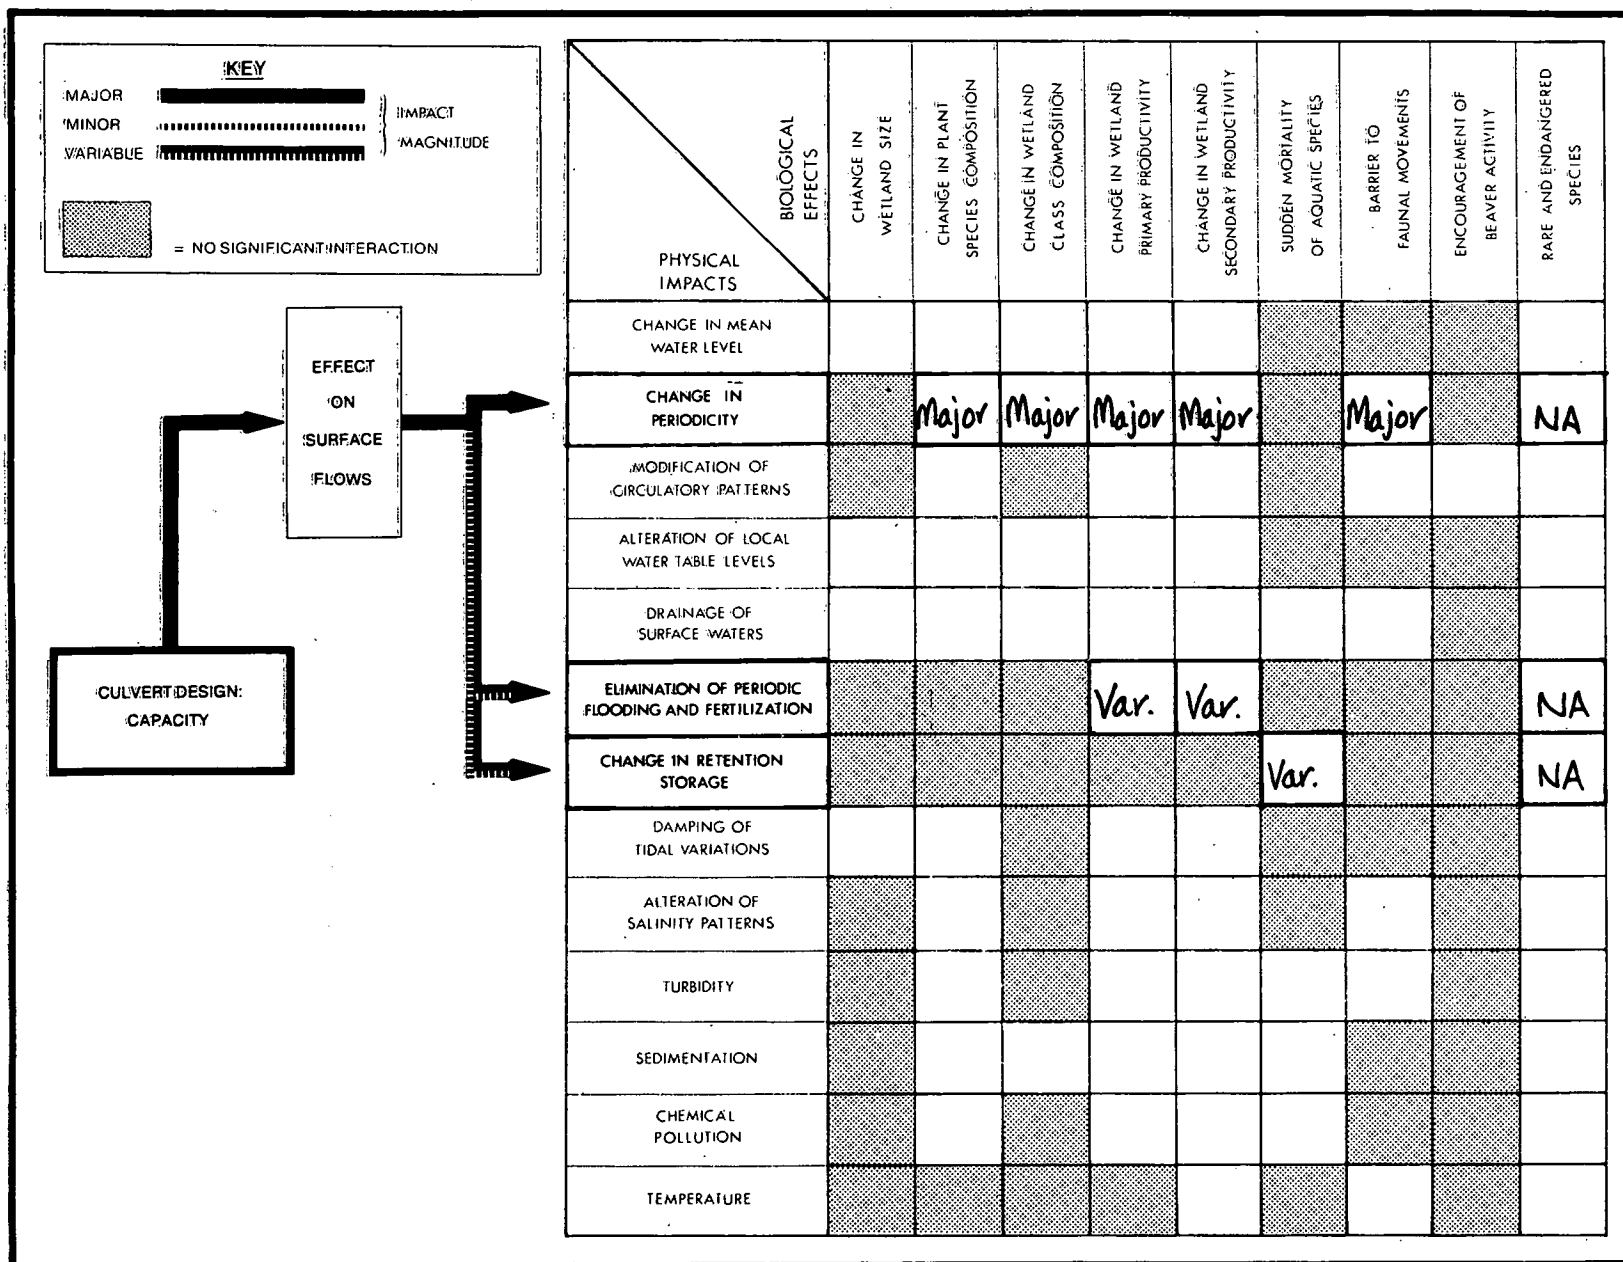 KEY
MAJOR
MINOR
VARIABLE
IMPACT
MAGNITUDE
= NO SIGNIFICANT INTERACTION
EFFECT
ON
SURFACE
FLOWS
CULVERT DESIGN:
CAPACITY
BIOLOGICAL
EFFECTS
PHYSICAL
IMPACTS
CHANGE IN
WETLAND SIZE
CHANGE IN PLANT
SPECIES COMPOSITION
CHANGE IN WETLAND
CLASS COMPOSITION
CHANGE IN WETLAND
PRIMARY PRODUCTIVITY
CHANGE IN WETLAND
SECONDARY PRODUCTIVITY
SUDDEN MORTALITY
OF AQUATIC SPECIES
BARRIER TO
FAUNAL MOVEMENTS
ENCOURAGEMENT OF
BEAVER ACTIVITY
RARE AND ENDANGERED
SPECIES
CHANGE IN MEAN
WATER LEVEL
CHANGE IN
PERIODICITY
Major Major Major Major Major NA
MODIFICATION OF
CIRCULATORY PATTERNS
ALTERATION OF LOCAL
WATER TABLE LEVELS
DRAINAGE OF
SURFACE WATERS
ELIMINATION OF PERIODIC
FLOODING AND FERTILIZATION
Var. Var. NA
CHANGE IN RETENTION
STORAGE
Var. NA
DAMPING OF
TIDAL VARIATIONS
ALTERATION OF
SALINITY PATTERNS
TURBIDITY
SEDIMENTATION
CHEMICAL
POLLUTION
TEMPERATURE